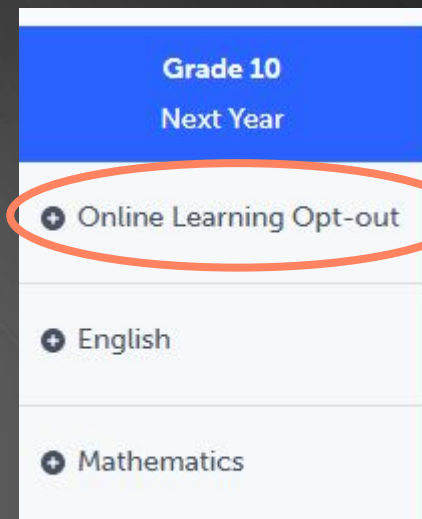 Grade 10
Next Year
Online Learning Opt-out
English
Mathematics